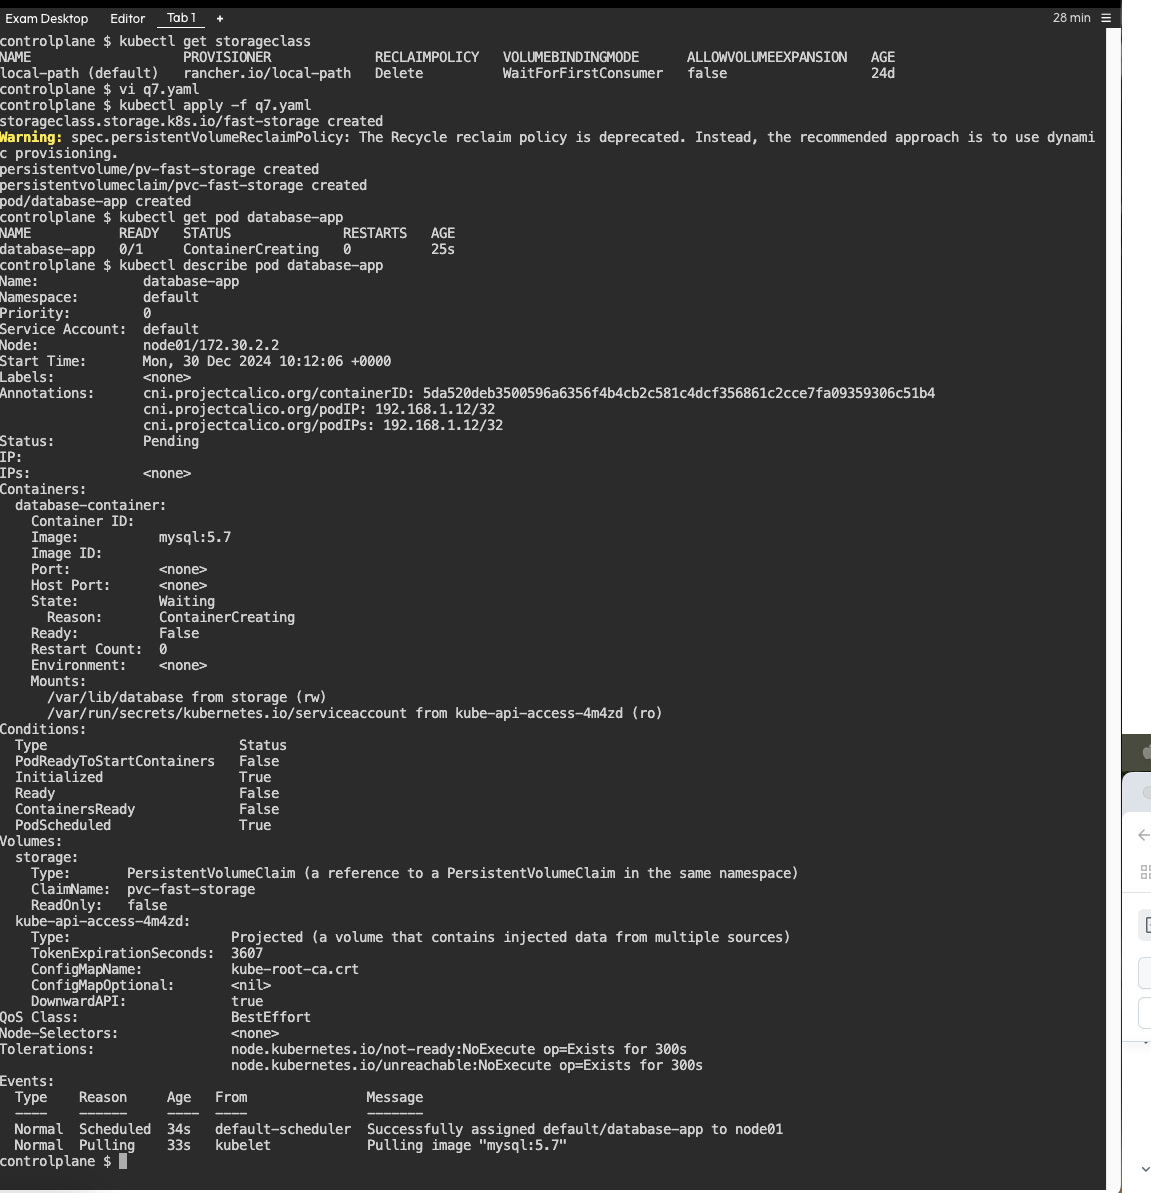 Exam Desktop Editor Tab 1 + 28 min
controlplane $ kubectl get storageclass
NAME PROVISIONER RECLAIMPOLICY VOLUMEBINDINGMODE ALLOWVOLUMEEXPANSION AGE
local-path (default) rancher.io/local-path Delete WaitForFirstConsumer false 24d
controlplane $ vi q7.yaml
controlplane $ kubectl apply -f q7.yaml
storageclass.storage.k8s.io/fast-storage created
Warning: spec.persistentVolumeReclaimPolicy: The Recycle reclaim policy is deprecated. Instead, the recommended approach is to use dynami
c provisioning.
persistentvolume/pv-fast-storage created
persistentvolumeclaim/pvc-fast-storage created
pod/database-app created
controlplane $ kubectl get pod database-app
NAME READY STATUS RESTARTS AGE
database-app 0/1 ContainerCreating 0 25s
controlplane $ kubectl describe pod database-app
Name: database-app
Namespace: default
Priority: 0
Service Account: default
Node: node01/172.30.2.2
Start Time: Mon, 30 Dec 2024 10:12:06 +0000
Labels: <none>
Annotations: cni.projectcalico.org/containerID: 5da520deb3500596a6356f4b4cb2c581c4dcf356861c2cce7fa09359306c51b4
cni.projectcalico.org/podIP: 192.168.1.12/32
cni.projectcalico.org/podIPs: 192.168.1.12/32
Status: Pending
IP:
IPs: <none>
Containers:
database-container:
Container ID:
Image: mysql:5.7
Image ID:
Port: <none>
Host Port: <none>
State: Waiting
Reason: ContainerCreating
Ready: False
Restart Count: 0
Environment: <none>
Mounts:
/var/lib/database from storage (rw)
/var/run/secrets/kubernetes.io/serviceaccount from kube-api-access-4m4zd (ro)
Conditions:
Type Status
PodReadyToStartContainers False
Initialized True
Ready False
ContainersReady False
PodScheduled True
Volumes:
storage:
Type: PersistentVolumeClaim (a reference to a PersistentVolumeClaim in the same namespace)
ClaimName: pvc-fast-storage
ReadOnly: false
kube-api-access-4m4zd:
Type: Projected (a volume that contains injected data from multiple sources)
TokenExpirationSeconds: 3607
ConfigMapName: kube-root-ca.crt
ConfigMapOptional: <nil>
DownwardAPI: true
QoS Class: BestEffort
Node-Selectors: <none>
Tolerations: node.kubernetes.io/not-ready:NoExecute op=Exists for 300s
node.kubernetes.io/unreachable:NoExecute op=Exists for 300s
Events:
Type Reason Age From Message
---- ------ ---- ---- -------
Normal Scheduled 34s default-scheduler Successfully assigned default/database-app to node01
Normal Pulling 33s kubelet Pulling image "mysql:5.7"
controlplane $